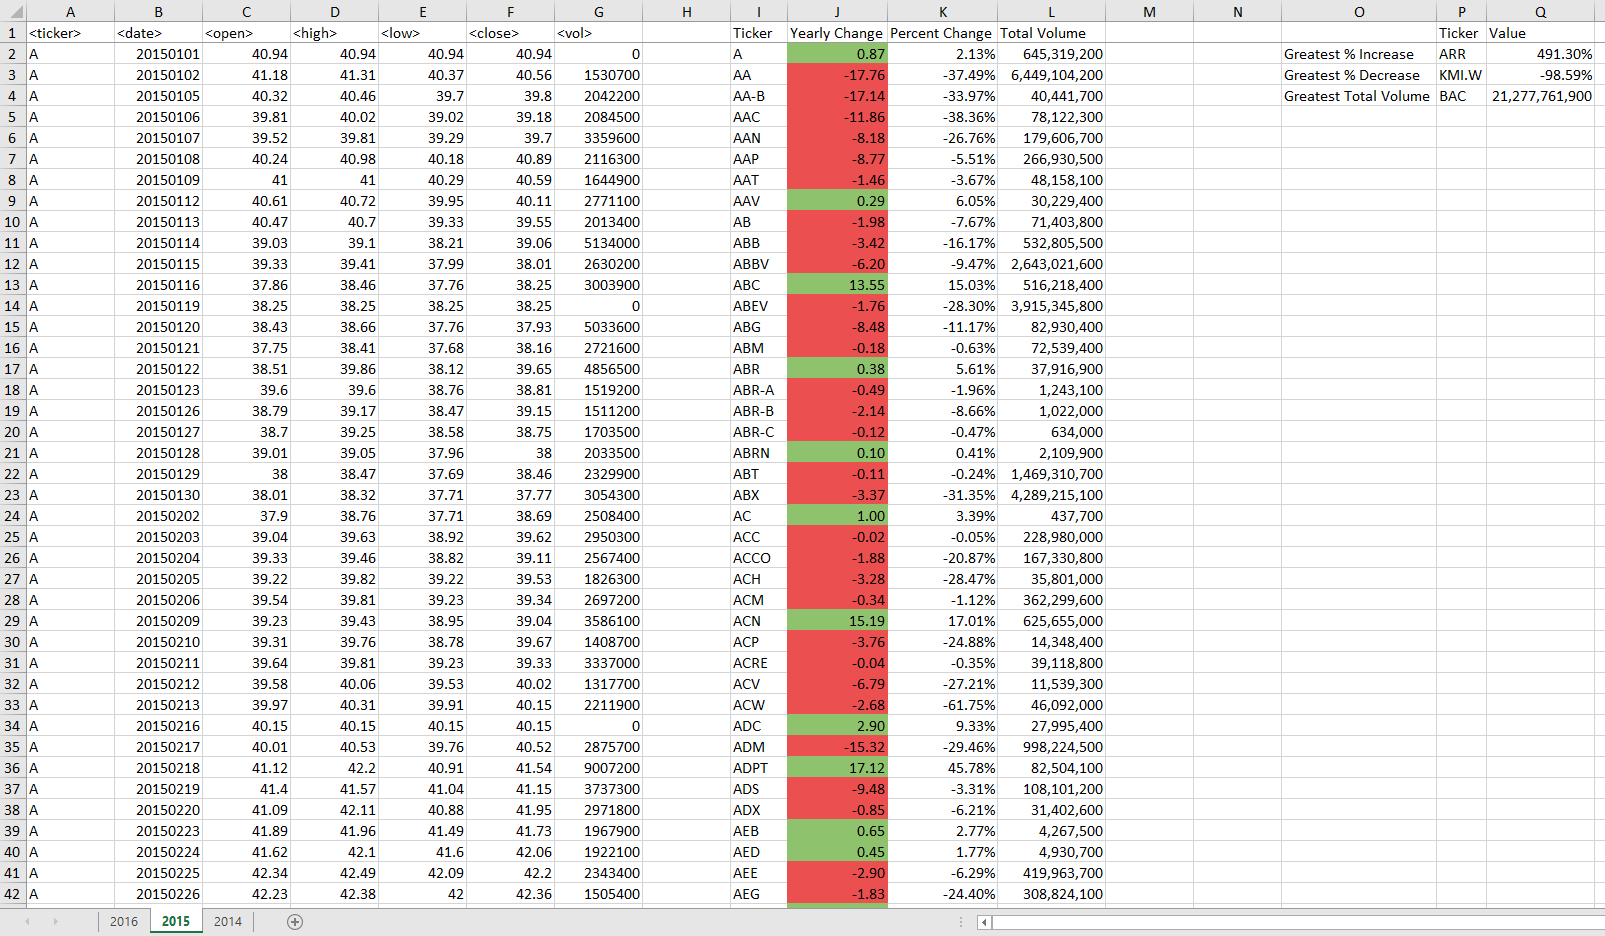 A B C D E F G H I J K L M N O P Q
1 <ticker> <date> <open> <high> <low> <close> <vol> Ticker Yearly Change Percent Change Total Volume Ticker Value
2 A 20150101 40.94 40.94 40.94 40.94 0 A 0.87 2.13% 645,319,200 Greatest % Increase ARR 491.30%
3 A 20150102 41.18 41.31 40.37 40.56 1530700 AA -17.76 -37.49% 6,449,104,200 Greatest % Decrease KMI.W -98.59%
4 A 20150105 40.32 40.46 39.7 39.8 2042200 AA-B -17.14 -33.97% 40,441,700 Greatest Total Volume BAC 21,277,761,900
5 A 20150106 39.81 40.02 39.02 39.18 2084500 AAC -11.86 -38.36% 78,122,300
6 A 20150107 39.52 39.81 39.29 39.7 3359600 AAN -8.18 -26.76% 179,606,700
7 A 20150108 40.24 40.98 40.18 40.89 2116300 AAP -8.77 -5.51% 266,930,500
8 A 20150109 41 41 40.29 40.59 1644900 AAT -1.46 -3.67% 48,158,100
9 A 20150112 40.61 40.72 39.95 40.11 2771100 AAV 0.29 6.05% 30,229,400
10 A 20150113 40.47 40.7 39.33 39.55 2013400 AB -1.98 -7.67% 71,403,800
11 A 20150114 39.03 39.1 38.21 39.06 5134000 ABB -3.42 -16.17% 532,805,500
12 A 20150115 39.33 39.41 37.99 38.01 2630200 ABBV -6.20 -9.47% 2,643,021,600
13 A 20150116 37.86 38.46 37.76 38.25 3003900 ABC 13.55 15.03% 516,218,400
14 A 20150119 38.25 38.25 38.25 38.25 0 ABEV -1.76 -28.30% 3,915,345,800
15 A 20150120 38.43 38.66 37.76 37.93 5033600 ABG -8.48 -11.17% 82,930,400
16 A 20150121 37.75 38.41 37.68 38.16 2721600 ABM -0.18 -0.63% 72,539,400
17 A 20150122 38.51 39.86 38.12 39.65 4856500 ABR 0.38 5.61% 37,916,900
18 A 20150123 39.6 39.6 38.76 38.81 1519200 ABR-A -0.49 -1.96% 1,243,100
19 A 20150126 38.79 39.17 38.47 39.15 1511200 ABR-B -2.14 -8.66% 1,022,000
20 A 20150127 38.7 39.25 38.58 38.75 1703500 ABR-C -0.12 -0.47% 634,000
21 A 20150128 39.01 39.05 37.96 38 2033500 ABRN 0.10 0.41% 2,109,900
22 A 20150129 38 38.47 37.69 38.46 2329900 ABT -0.11 -0.24% 1,469,310,700
23 A 20150130 38.01 38.32 37.71 37.77 3054300 ABX -3.37 -31.35% 4,289,215,100
24 A 20150202 37.9 38.76 37.71 38.69 2508400 AC 1.00 3.39% 437,700
25 A 20150203 39.04 39.63 38.92 39.62 2950300 ACC -0.02 -0.05% 228,980,000
26 A 20150204 39.33 39.46 38.82 39.11 2567400 ACCO -1.88 -20.87% 167,330,800
27 A 20150205 39.22 39.82 39.22 39.53 1826300 ACH -3.28 -28.47% 35,801,000
28 A 20150206 39.54 39.81 39.23 39.34 2697200 ACM -0.34 -1.12% 362,299,600
29 A 20150209 39.23 39.43 38.95 39.04 3586100 ACN 15.19 17.01% 625,655,000
30 A 20150210 39.31 39.76 38.78 39.67 1408700 ACP -3.76 -24.88% 14,348,400
31 A 20150211 39.64 39.81 39.23 39.33 3337000 ACRE -0.04 -0.35% 39,118,800
32 A 20150212 39.58 40.06 39.53 40.02 1317700 ACV -6.79 -27.21% 11,539,300
33 A 20150213 39.97 40.31 39.91 40.15 2211900 ACW -2.68 -61.75% 46,092,000
34 A 20150216 40.15 40.15 40.15 40.15 0 ADC 2.90 9.33% 27,995,400
35 A 20150217 40.01 40.53 39.76 40.52 2875700 ADM -15.32 -29.46% 998,224,500
36 A 20150218 41.12 42.2 40.91 41.54 9007200 ADPT 17.12 45.78% 82,504,100
37 A 20150219 41.4 41.57 41.04 41.15 3737300 ADS -9.48 -3.31% 108,101,200
38 A 20150220 41.09 42.11 40.88 41.95 2971800 ADX -0.85 -6.21% 31,402,600
39 A 20150223 41.89 41.96 41.49 41.73 1967900 AEB 0.65 2.77% 4,267,500
40 A 20150224 41.62 42.1 41.6 42.06 1922100 AED 0.45 1.77% 4,930,700
41 A 20150225 42.34 42.49 42.09 42.2 2343400 AEE -2.90 -6.29% 419,963,700
42 A 20150226 42.23 42.38 42 42.36 1505400 AEG -1.83 -24.40% 308,824,100
2016 2015 2014